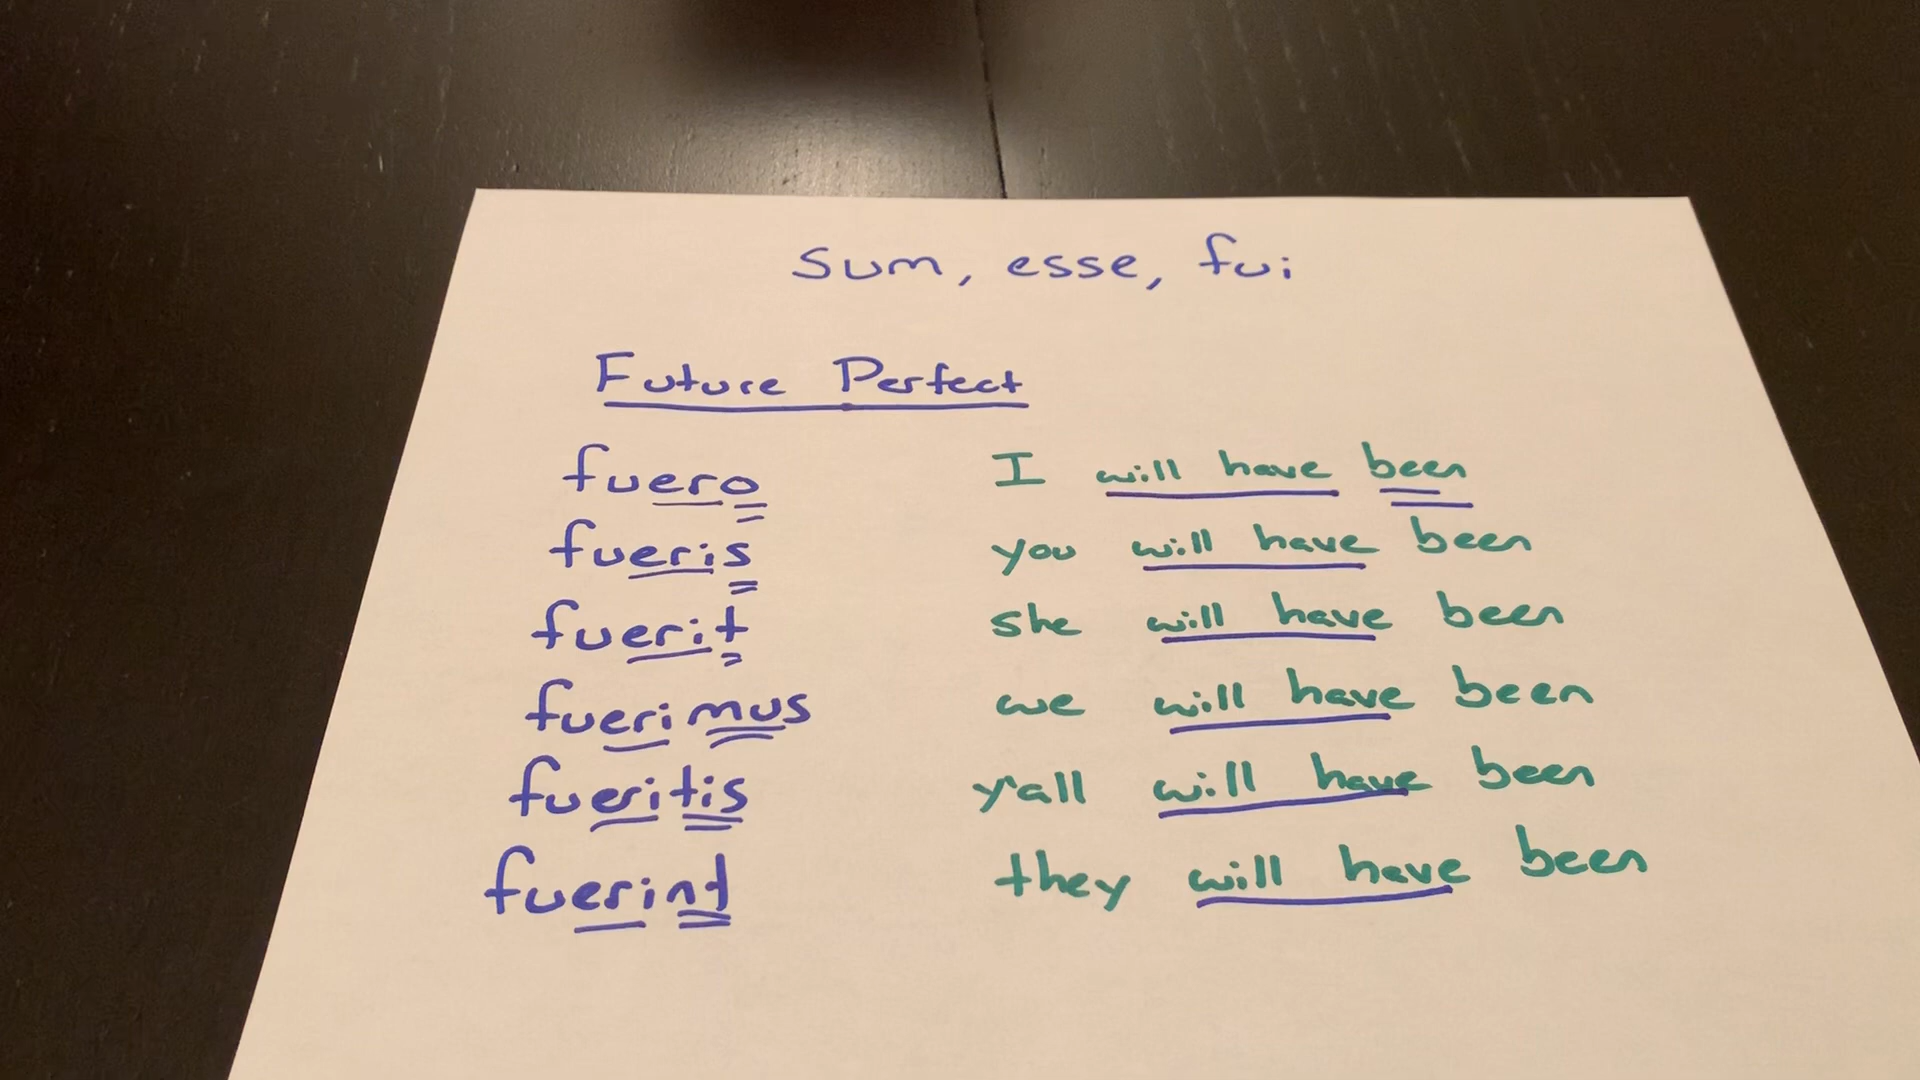 sum, esse, fui
Future Perfect
fuero I will have been
fueris you will have been
fuerit she will have been
fuerimus we will have been
fueritis y'all will have been
fuerint they will have been